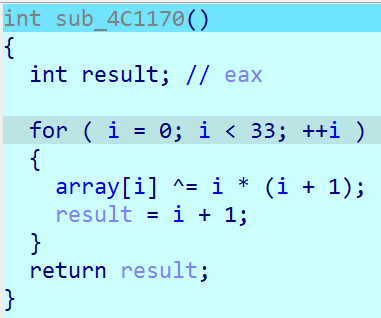 int sub_4C1170()
{
int result; // eax
for ( i = 0; i < 33; ++i )
{
array[i] ^= i * (i + 1);
result = i + 1;
}
return result;
}